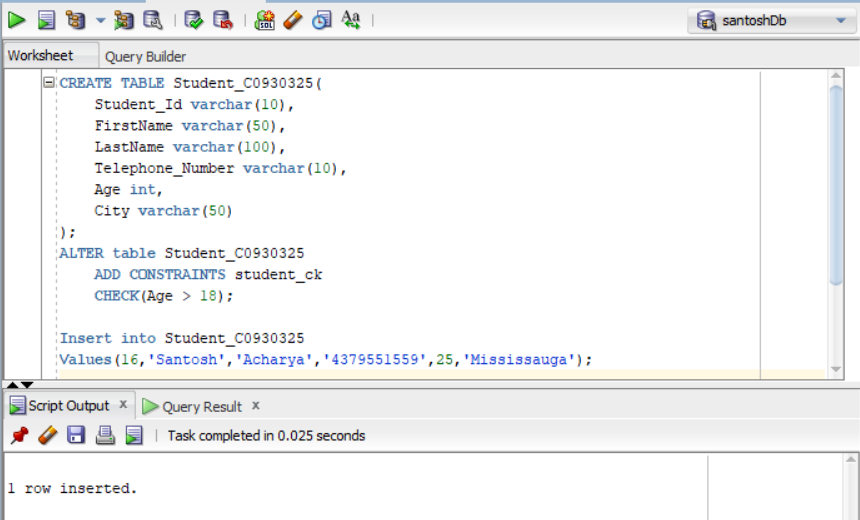 santoshDb
Worksheet Query Builder
CREATE TABLE Student_C0930325(
Student_Id varchar(10),
FirstName varchar(50),
LastName varchar(100),
Telephone_Number varchar(10),
Age int,
City varchar(50)
);
ALTER table Student_C0930325
ADD CONSTRAINTS student_ck
CHECK(Age > 18);
Insert into Student_C0930325
Values(16,'Santosh','Acharya','4379551559',25,'Mississauga');
Script Output x Query Result x
Task completed in 0.025 seconds
1 row inserted.